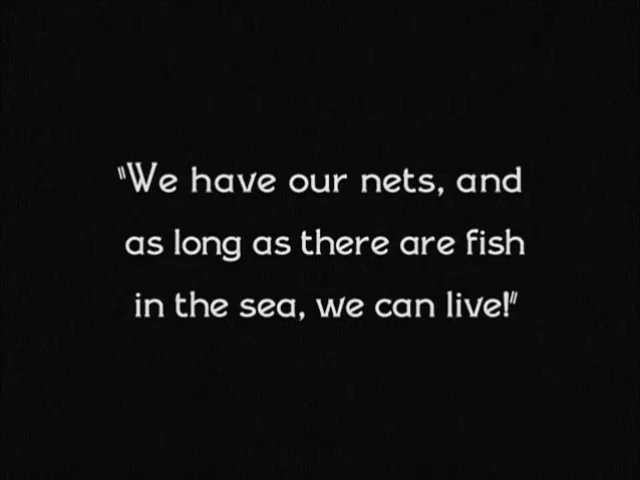 "We have our nets, and
as long as there are fish
in the sea, we can live!"